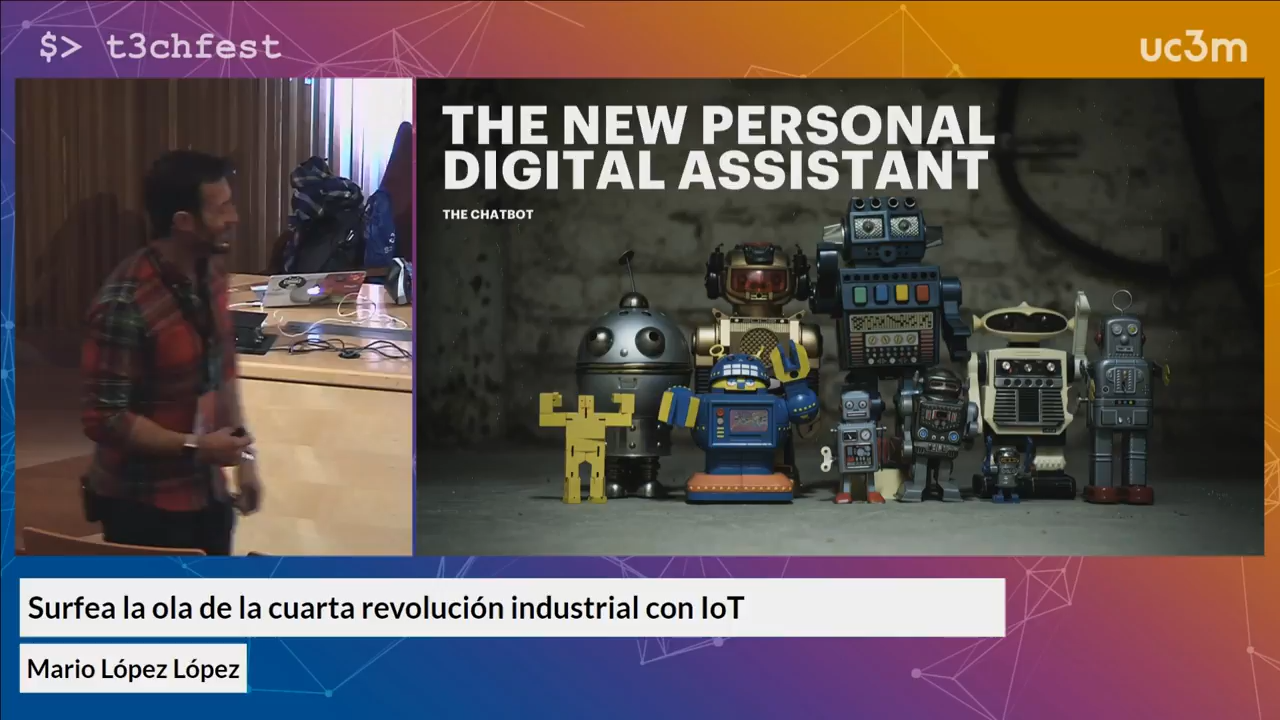 $> t3chfest
uc3m
THE NEW PERSONAL
DIGITAL ASSISTANT
THE CHATBOT
Surfea la ola de la cuarta revolución industrial con IoT
Mario López López